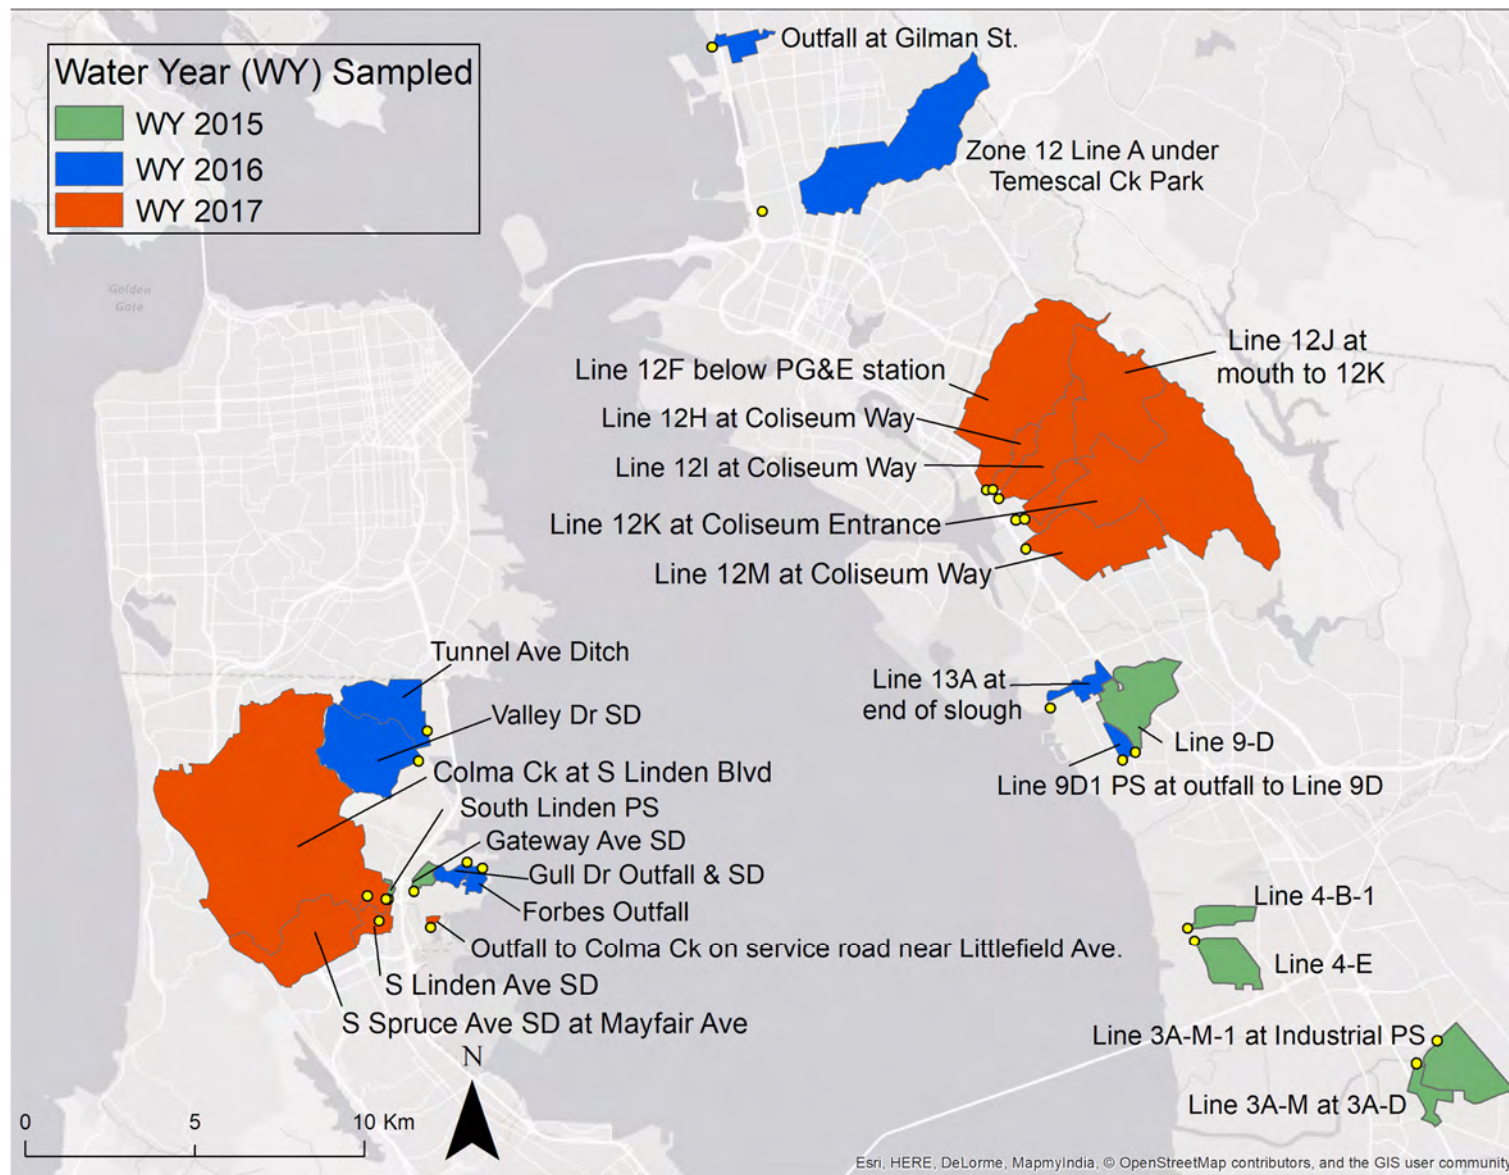 Water Year (WY) Sampled
WY 2015
WY 2016
WY 2017
Outfall at Gilman St.
Zone 12 Line A under
Temescal Ck Park
Golden
Gate
Line 12J at
mouth to 12K
Line 12F below PG&E station
Line 12H at Coliseum Way
Line 12I at Coliseum Way
Line 12K at Coliseum Entrance
Line 12M at Coliseum Way
Tunnel Ave Ditch
Valley Dr SD
Colma Ck at S Linden Blvd
South Linden PS
Gateway Ave SD
Gull Dr Outfall & SD
Forbes Outfall
Outfall to Colma Ck on service road near Littlefield Ave.
S Linden Ave SD
S Spruce Ave SD at Mayfair Ave
Line 13A at
end of slough
Line 9-D
Line 9D1 PS at outfall to Line 9D
Line 4-B-1
Line 4-E
Line 3A-M-1 at Industrial PS
Line 3A-M at 3A-D
N
0 5 10 Km
Esri, HERE, DeLorme, MapmyIndia, © OpenStreetMap contributors, and the GIS user community